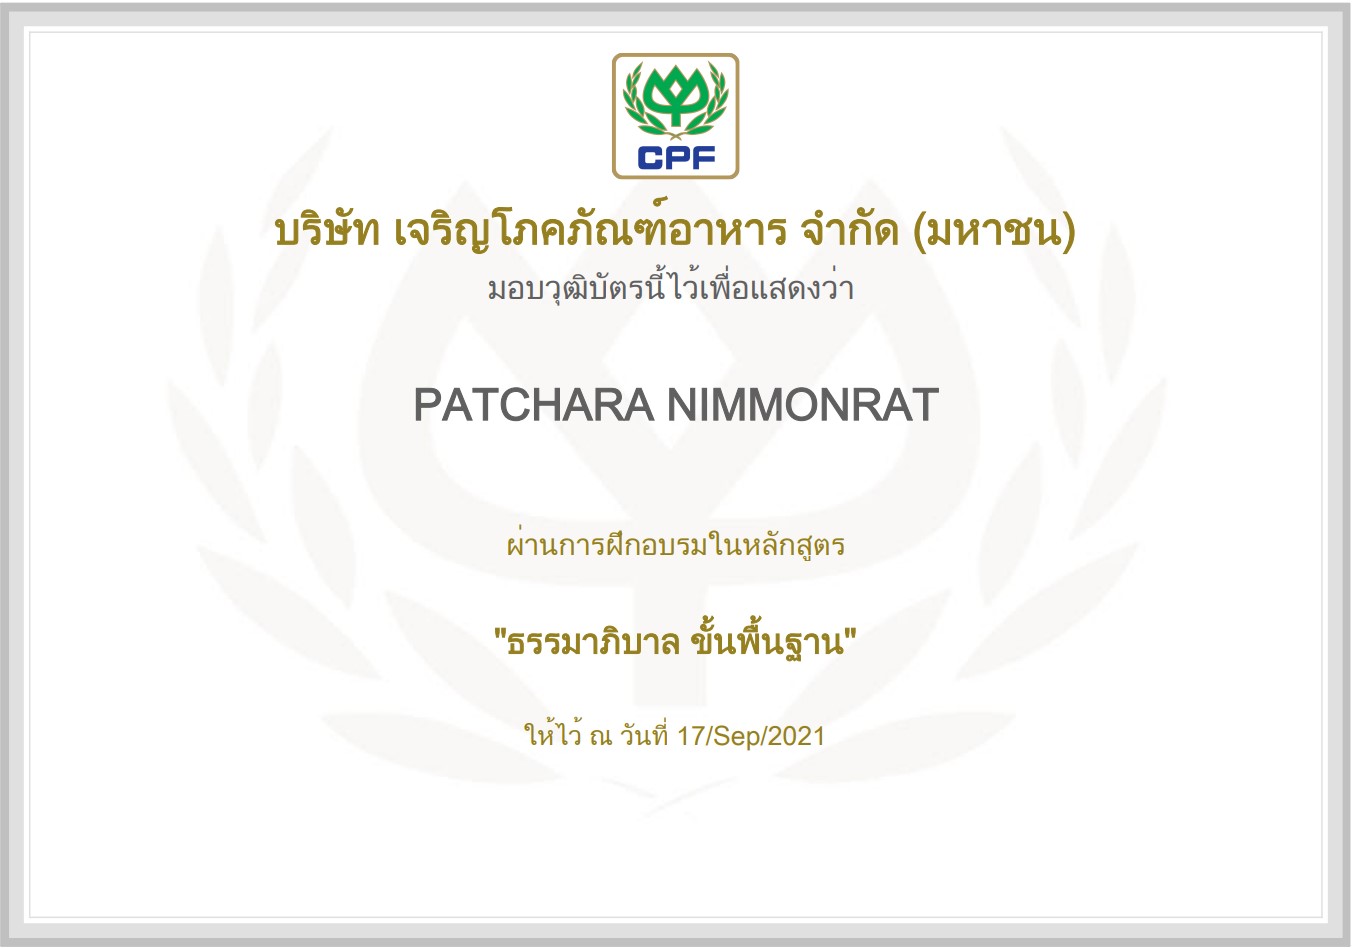 CPF
บริษัท เจริญโภคภัณฑ์อาหาร จำกัด (มหาชน)
มอบวุฒิบัตรนี้ไว้เพื่อแสดงว่า
PATCHARA NIMMONRAT
ผ่านการฝึกอบรมในหลักสูตร
"ธรรมาภิบาล ขั้นพื้นฐาน"
ให้ไว้ ณ วันที่ 17/Sep/2021